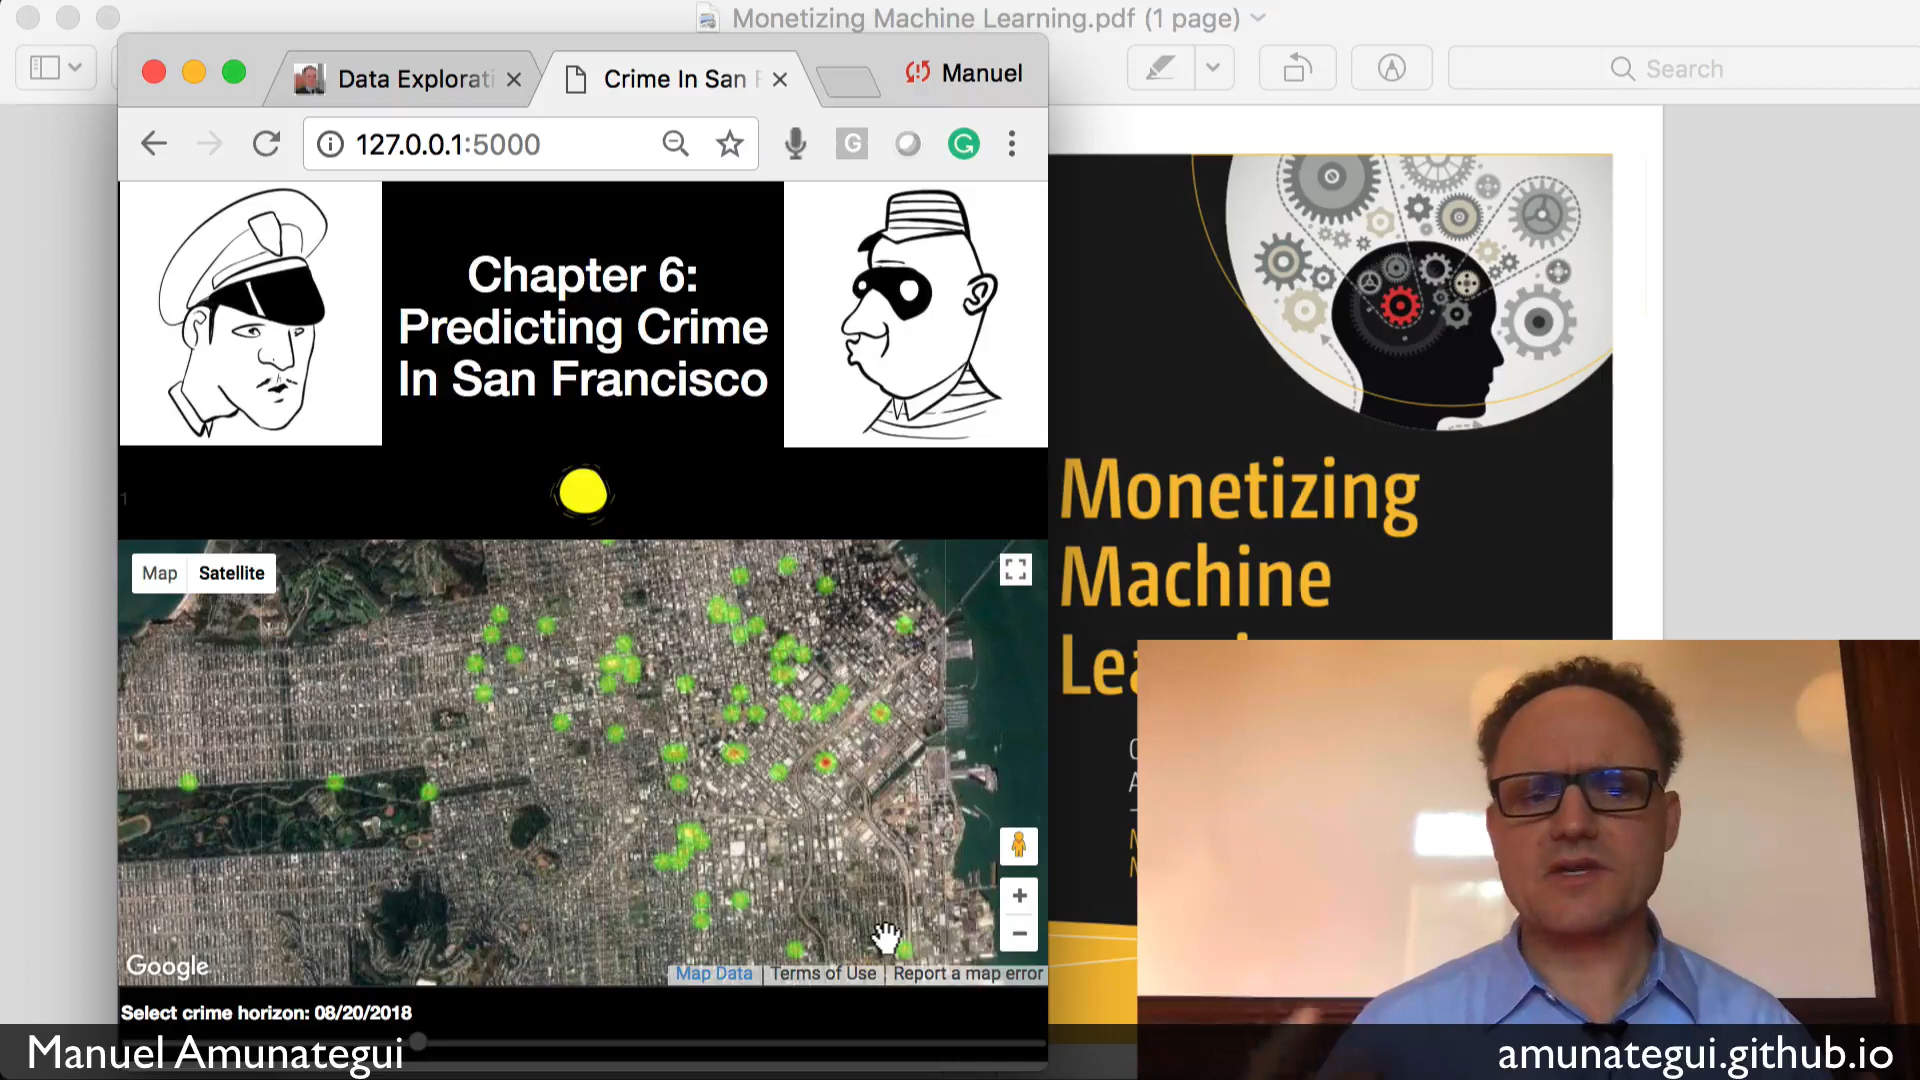 Monetizing Machine Learning.pdf (1 page)
Search
Data Explorati
Crime In San F
Manuel
127.0.0.1:5000
Chapter 6:
Predicting Crime
In San Francisco
1
Map
Satellite
Google
Map Data
Terms of Use
Report a map error
Select crime horizon: 08/20/2018
Monetizing
Machine
Manuel Amunategui
amunategui.github.io